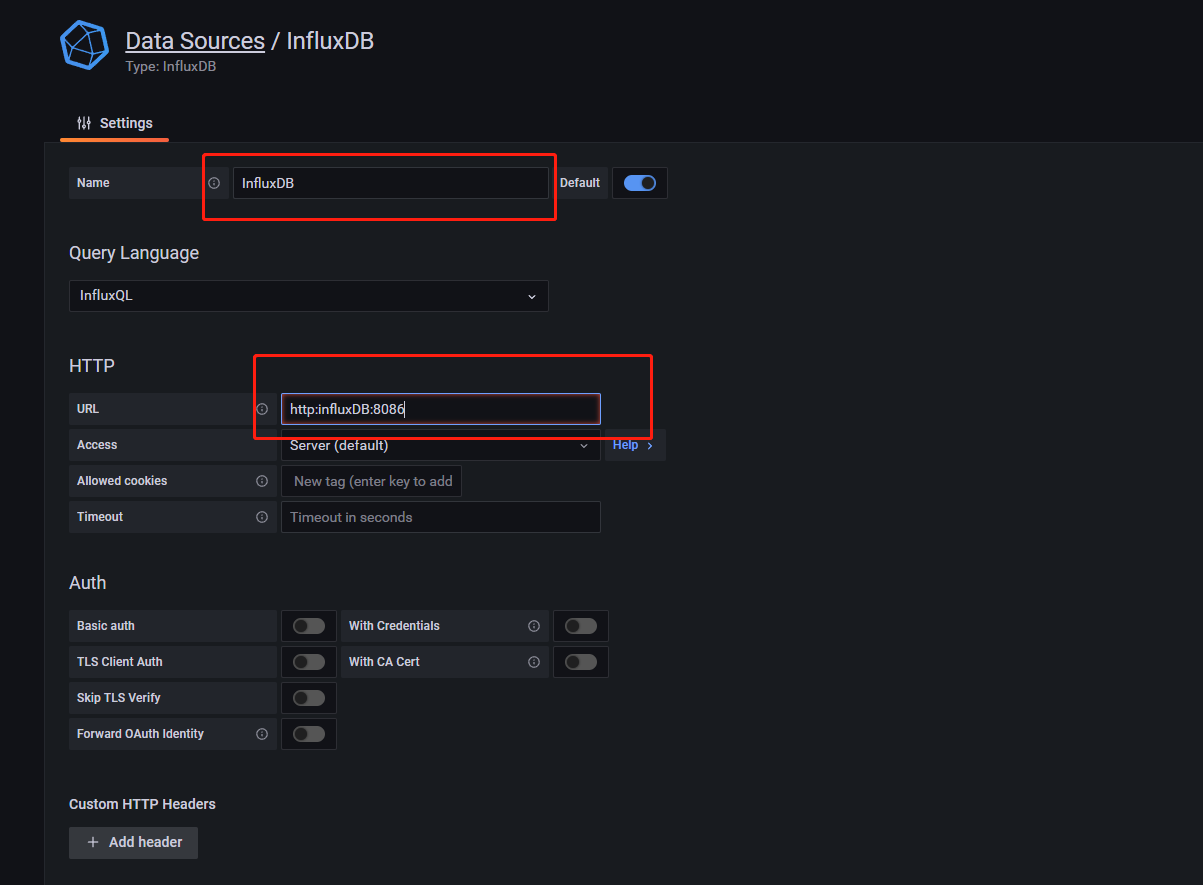 Data Sources / InfluxDB
Type: InfluxDB
Settings
Name InfluxDB Default
Query Language
InfluxQL
HTTP
URL http:influxDB:8086
Access Server (default) Help
Allowed cookies New tag (enter key to add
Timeout Timeout in seconds
Auth
Basic auth With Credentials
TLS Client Auth With CA Cert
Skip TLS Verify
Forward OAuth Identity
Custom HTTP Headers
+ Add header